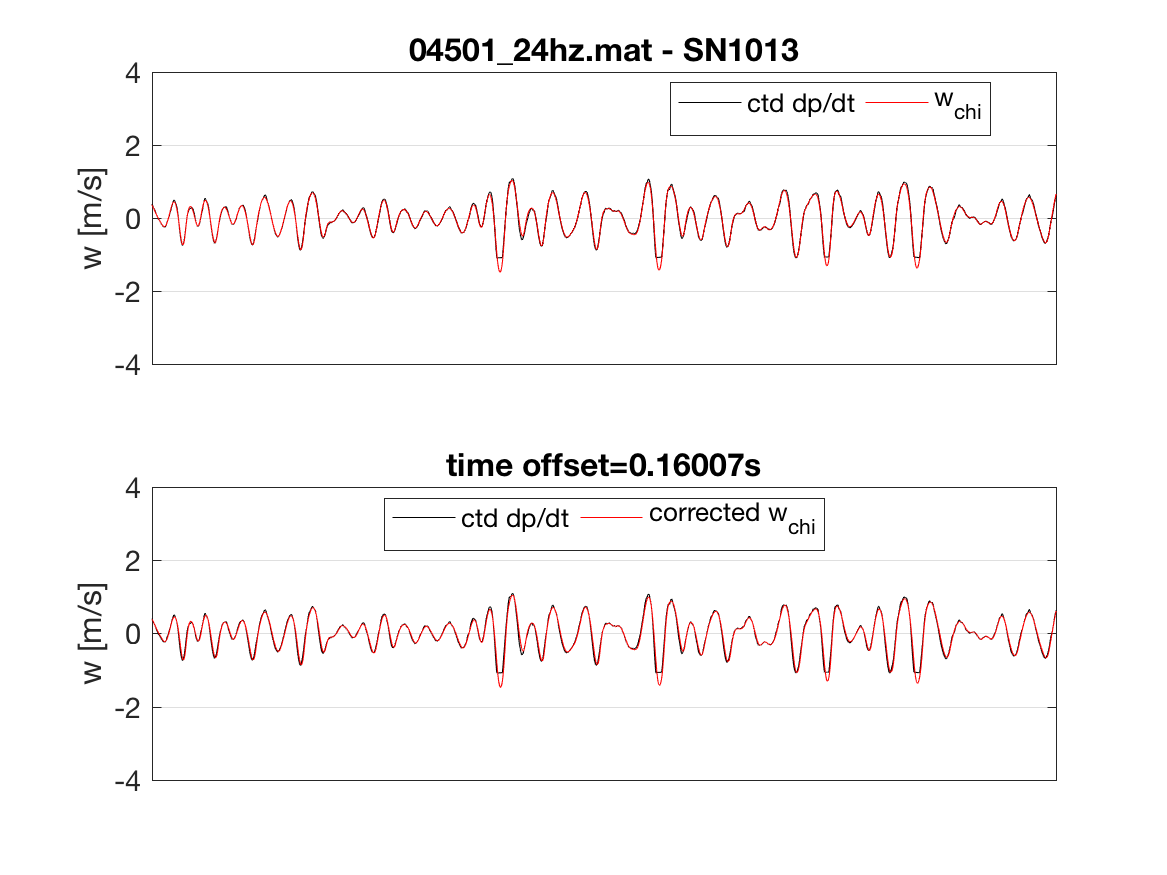 04501_24hz.mat - SN1013
ctd dp/dt w_chi
4
2
0
-2
-4
w [m/s]
time offset=0.16007s
ctd dp/dt corrected w_chi
4
2
0
-2
-4
w [m/s]